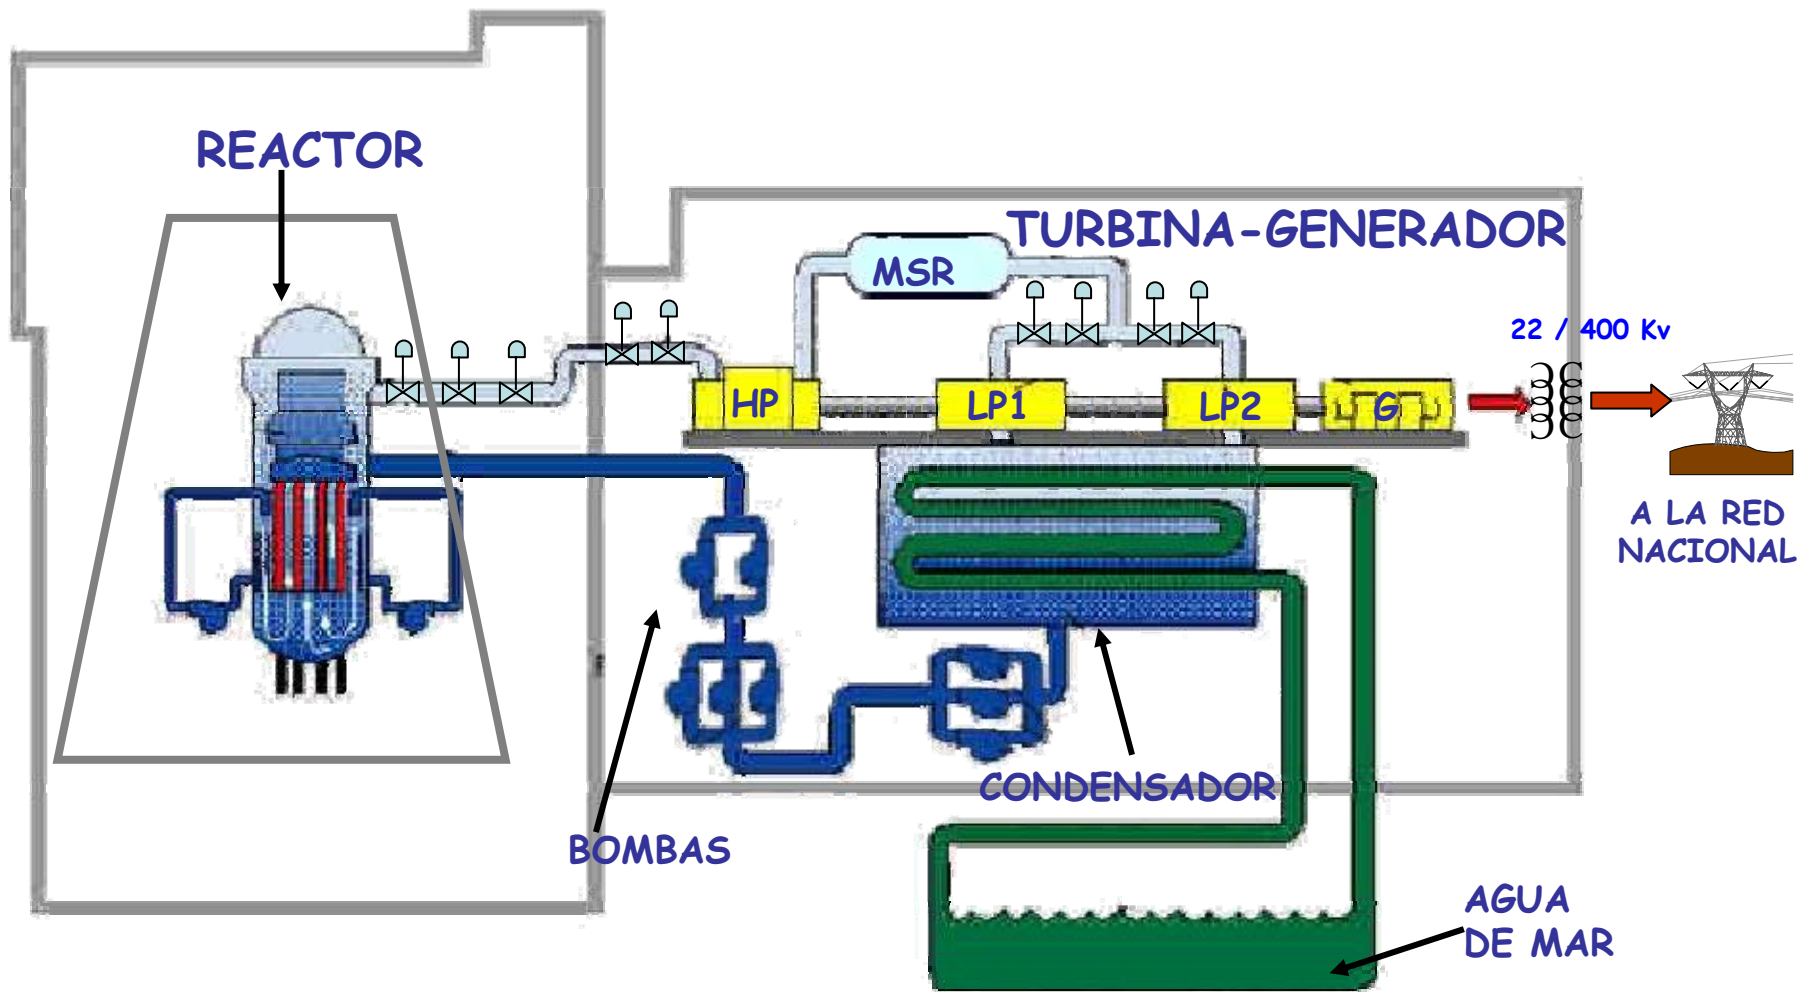 REACTOR
TURBINA-GENERADOR
MSR
22 / 400 Kv
HP
LP1
LP2
G
A LA RED
NACIONAL
CONDENSADOR
BOMBAS
AGUA
DE MAR